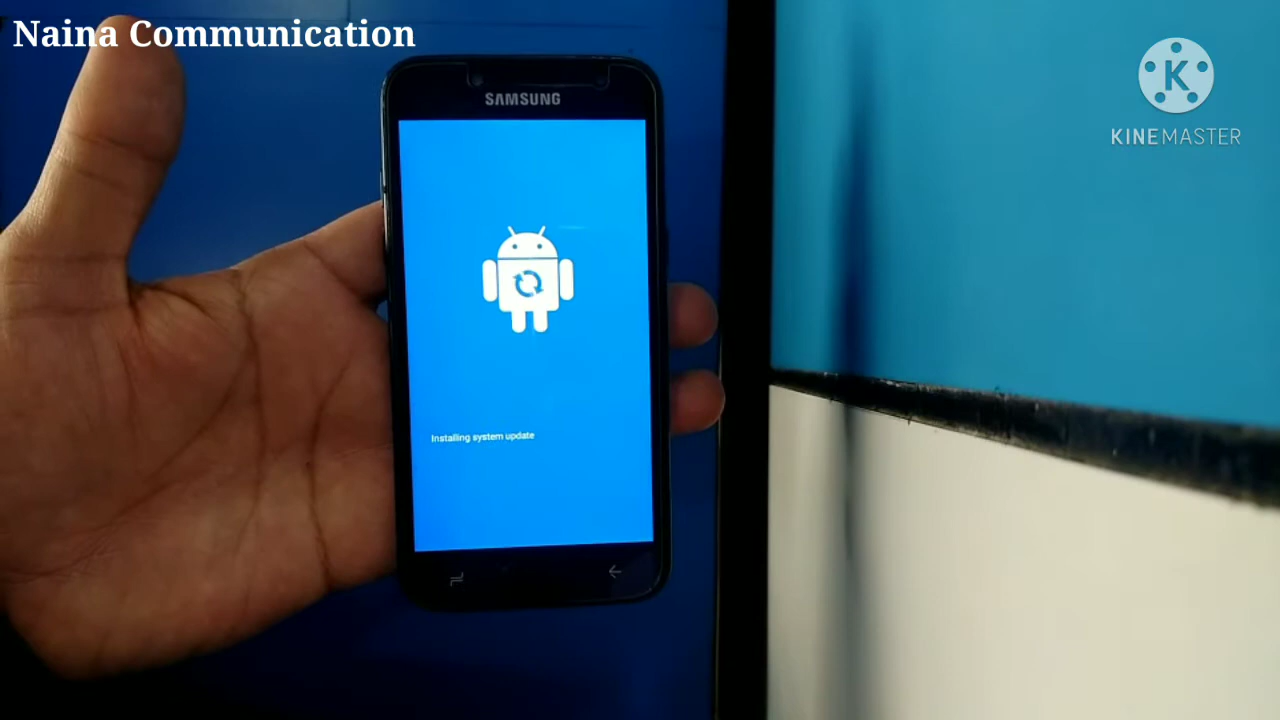 Naina Communication
SAMSUNG
K
KINEMASTER
Installing system update